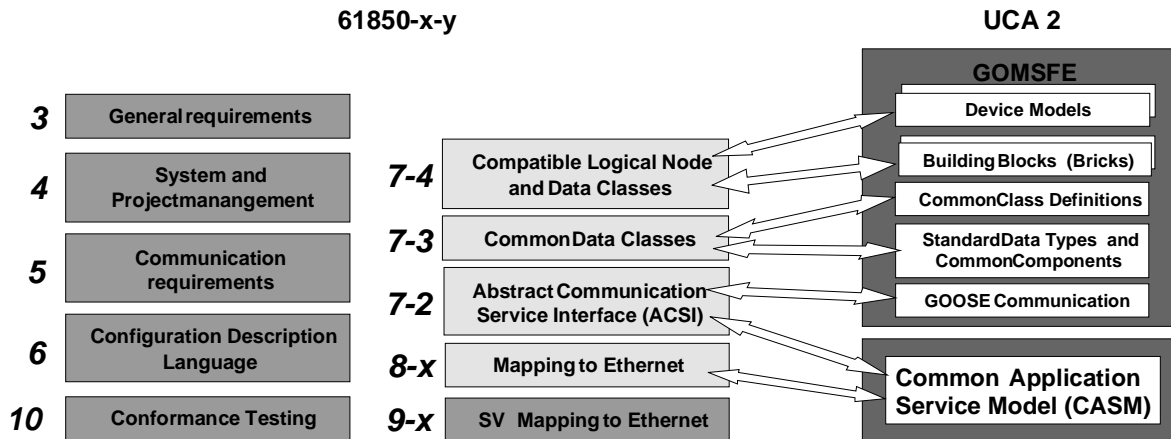 61850-x-y
UCA 2
3
General requirements
4
System and
Projectmanangement
5
Communication
requirements
6
Configuration Description
Language
10
Conformance Testing
7-4
Compatible Logical Node
and Data Classes
7-3
Common Data Classes
7-2
Abstract Communication
Service Interface (ACSI)
8-x
Mapping to Ethernet
9-x
SV Mapping to Ethernet
GOMSFE
Device Models
Building Blocks (Bricks)
CommonClass Definitions
StandardData Types and
CommonComponents
GOOSE Communication
Common Application
Service Model (CASM)